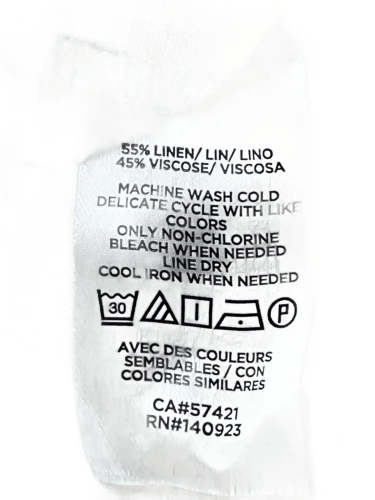 55% LINEN/ LIN/ LINO
45% VISCOSE/ VISCOSA
MACHINE WASH COLD
DELICATE CYCLE WITH LIKE
COLORS
ONLY NON-CHLORINE
BLEACH WHEN NEEDED
LINE DRY
COOL IRON WHEN NEEDED
30 P
AVEC DES COULEURS
SEMBLABLES / CON
COLORES SIMILARES
CA#57421
RN#140923